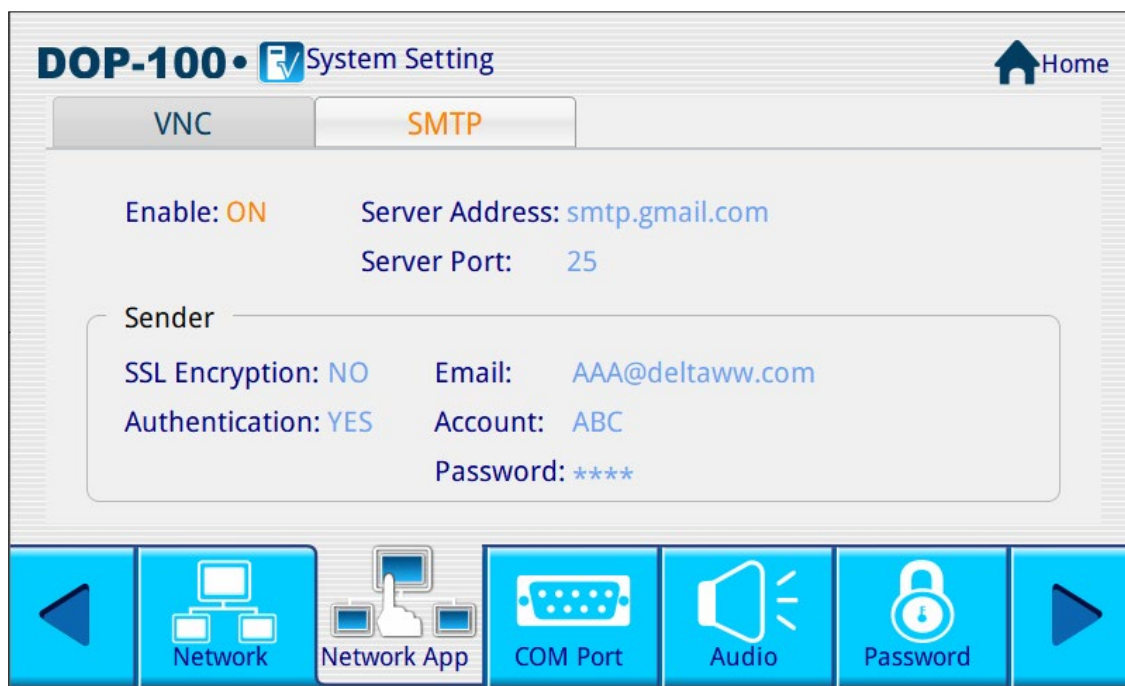 DOP-100• System Setting
Home
VNC
SMTP
Enable: ON
Server Address: smtp.gmail.com
Server Port: 25
Sender
SSL Encryption: NO
Email: AAA@deltaww.com
Authentication: YES
Account: ABC
Password: ****
Network
Network App
COM Port
Audio
Password